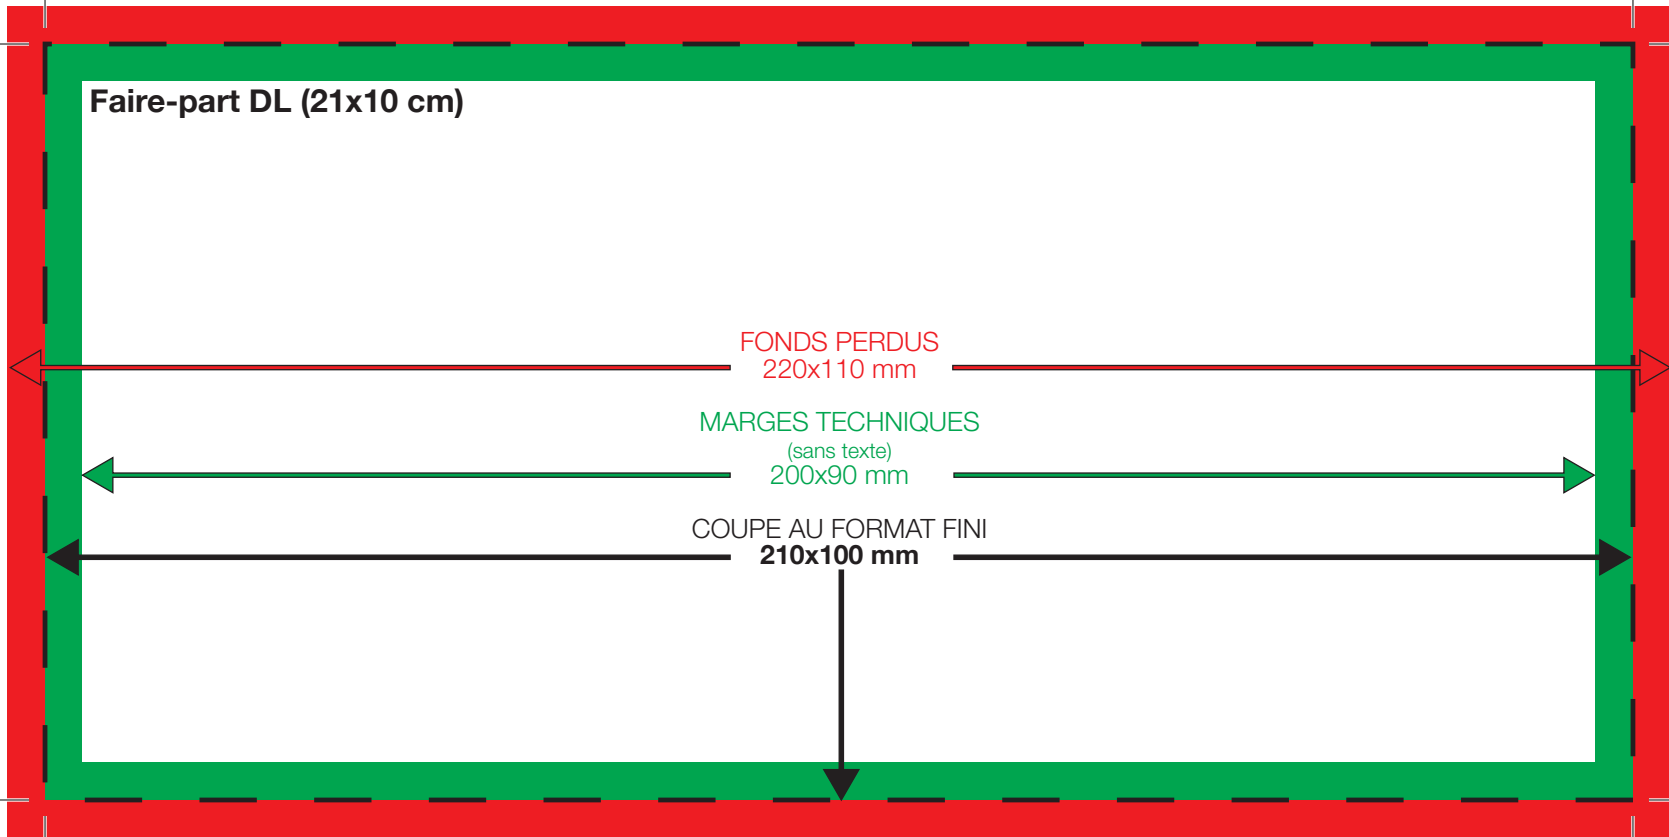 Faire-part DL (21x10 cm)
FONDS PERDUS
220x110 mm
MARGES TECHNIQUES
(sans texte)
200x90 mm
COUPE AU FORMAT FINI
210x100 mm